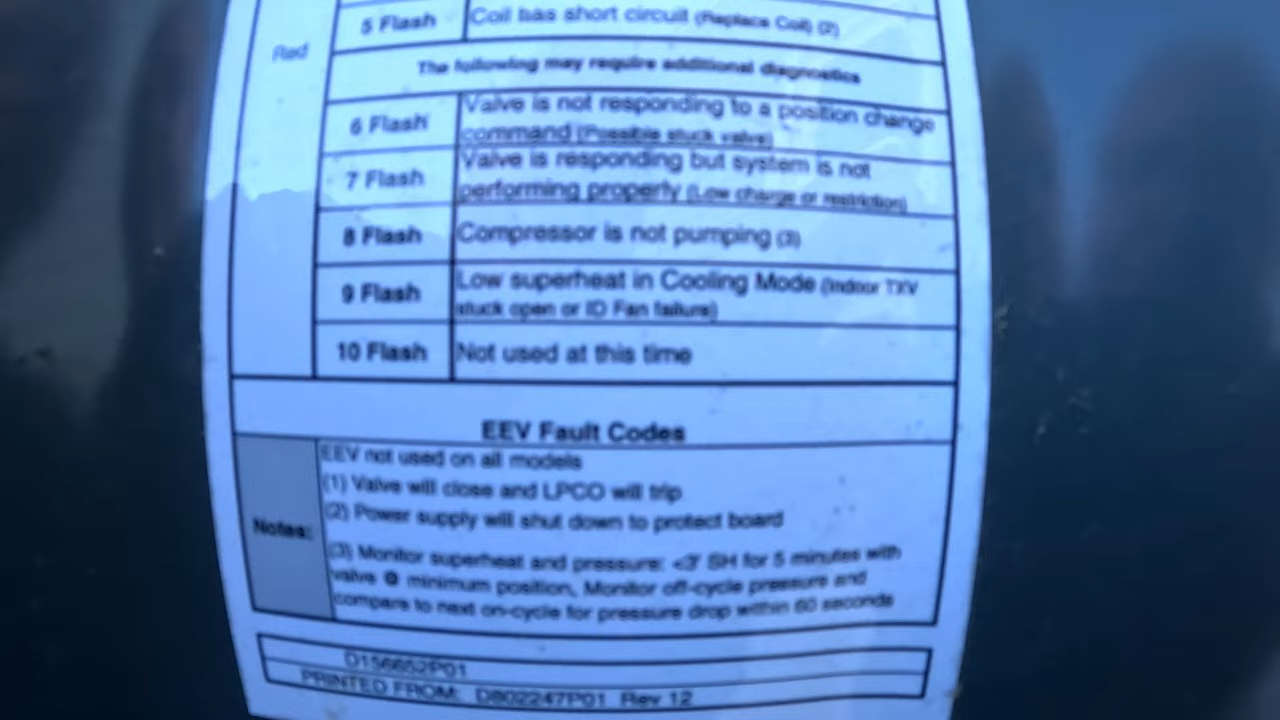 5 Flash
Coil has short circuit (Replace Coil) (2)
Red
The following may require additional diagnostics
6 Flash
Valve is not responding to a position change
command (Possible stuck valve)
7 Flash
Valve is responding but system is not
performing properly (Low charge or restriction)
8 Flash
Compressor is not pumping (3)
9 Flash
Low superheat in Cooling Mode (Indoor TXV
stuck open or ID Fan failure)
10 Flash
Not used at this time
EEV Fault Codes
Notes:
EEV not used on all models
(1) Valve will close and LPCO will trip
(2) Power supply will shut down to protect board
(3) Monitor superheat and pressure: <3° SH for 5 minutes with
valve @ minimum position, Monitor off-cycle pressure and
compare to next on-cycle for pressure drop within 60 seconds
D156652P01
PRINTED FROM: D802247P01 Rev 12